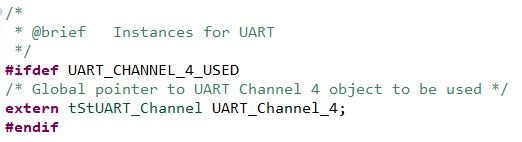 /*
 * @brief   Instances for UART
 */
#ifdef UART_CHANNEL_4_USED
/* Global pointer to UART Channel 4 object to be used */
extern tStUART_Channel UART_Channel_4;
#endif